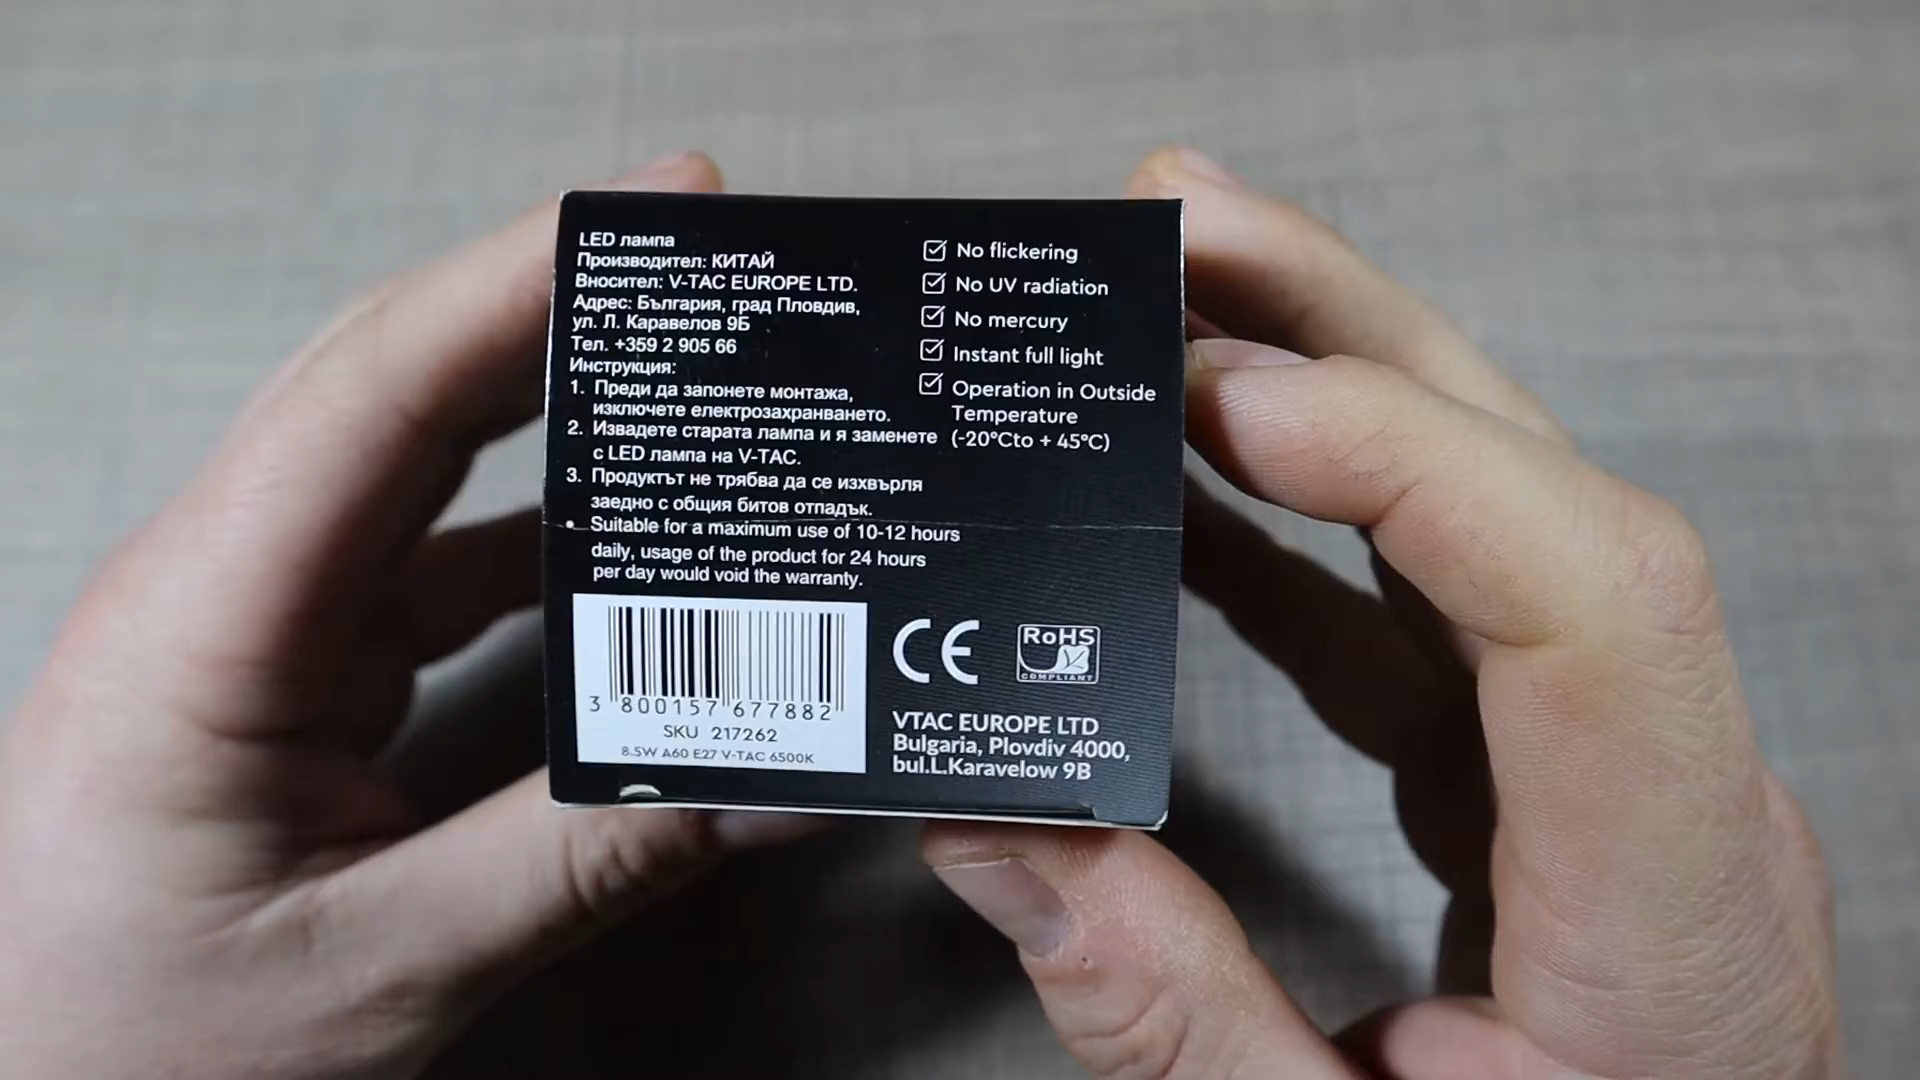 LED лампа
Производител: КИТАЙ
Вносител: V-TAC EUROPE LTD.
Адрес: България, град Пловдив,
ул. Л. Каравелов 9Б
Тел. +359 2 905 66
Инструкция:
1. Преди да запонете монтажа,
изключете електрозахранването.
2. Извадете старата лампа и я заменете
с LED лампа на V-TAC.
3. Продуктът не трябва да се изхвърля
заедно с общия битов отпадък.
• Suitable for a maximum use of 10-12 hours
daily, usage of the product for 24 hours
per day would void the warranty.
No flickering
No UV radiation
No mercury
Instant full light
Operation in Outside
Temperature
(-20°Cto + 45°C)
3 800157 677882
SKU 217262
8.5W A60 E27 V-TAC 6500K
CE
RoHS
COMPLIANT
VTAC EUROPE LTD
Bulgaria, Plovdiv 4000,
bul.L.Karavelow 9B